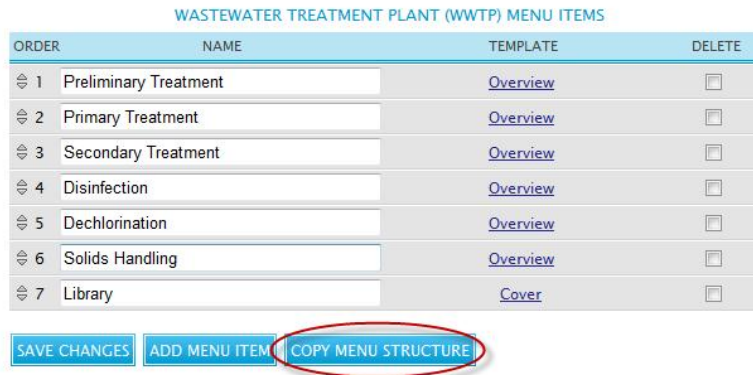 WASTEWATER TREATMENT PLANT (WWTP) MENU ITEMS
ORDER NAME TEMPLATE DELETE
1 Preliminary Treatment Overview
2 Primary Treatment Overview
3 Secondary Treatment Overview
4 Disinfection Overview
5 Dechlorination Overview
6 Solids Handling Overview
7 Library Cover
SAVE CHANGES ADD MENU ITEM COPY MENU STRUCTURE